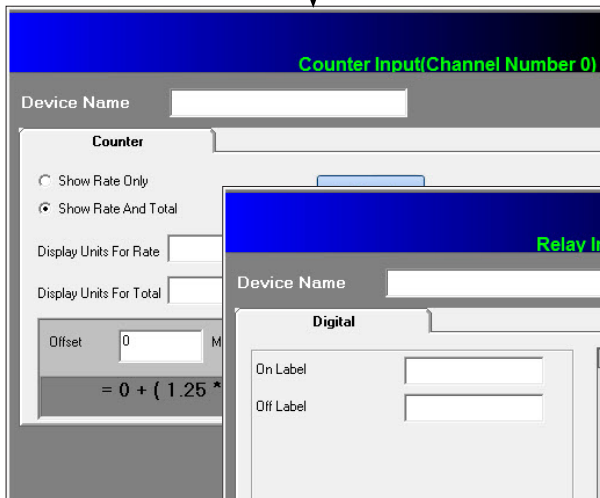 Counter Input(Channel Number 0)
Device Name
Counter
Show Rate Only
Show Rate And Total
Display Units For Rate
Display Units For Total
Offset 0 M
= 0 + ( 1.25 *
Relay In
Device Name
Digital
On Label
Off Label